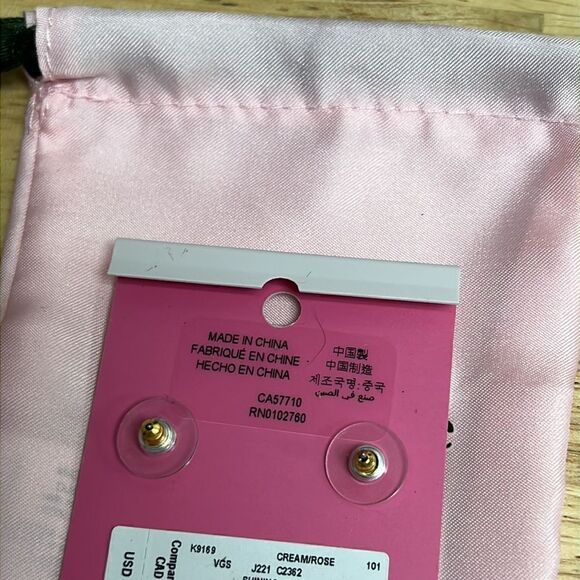 MADE IN CHINA
FABRIQUÉ EN CHINE
HECHO EN CHINA
中国製
中国制造
제조국명:중국
صنع في الصين
CA57710
RN0102760
K9169
CREAM/ROSE
101
VGS
J221 C2362
SHINING
CAD
USD